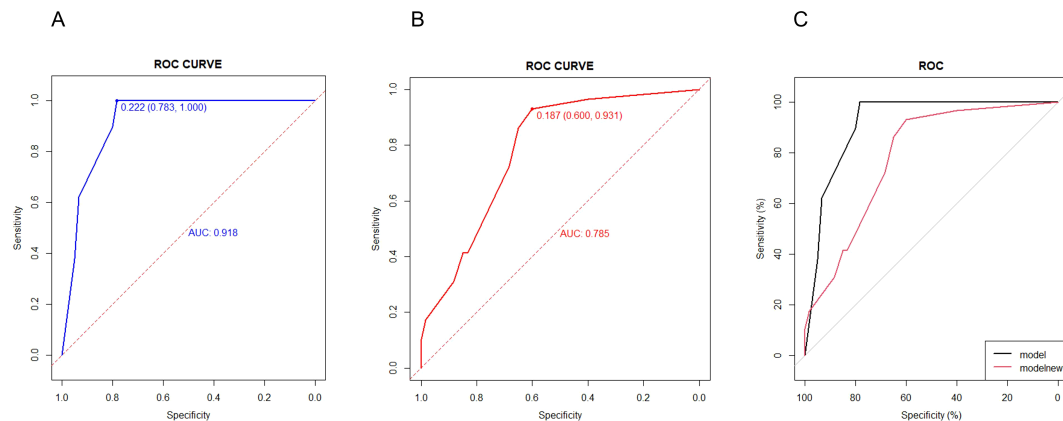 A
B
C
ROC CURVE
1.0
0.8
0.6
0.4
0.2
0.0
Sensitivity
0.222 (0.783, 1.000)
AUC: 0.918
1.0
0.8
0.6
0.4
0.2
0.0
Specificity
ROC CURVE
1.0
0.8
0.6
0.4
0.2
0.0
Sensitivity
0.187 (0.600, 0.931)
AUC: 0.785
1.0
0.8
0.6
0.4
0.2
0.0
Specificity
ROC
100
80
60
40
20
0
Sensitivity (%)
model
modelnew
100
80
60
40
20
0
Specificity (%)